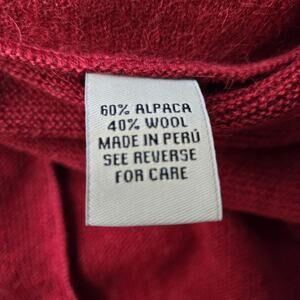 60% ALPACA
40% WOOL
MADE IN PERÚ
SEE REVERSE
FOR CARE